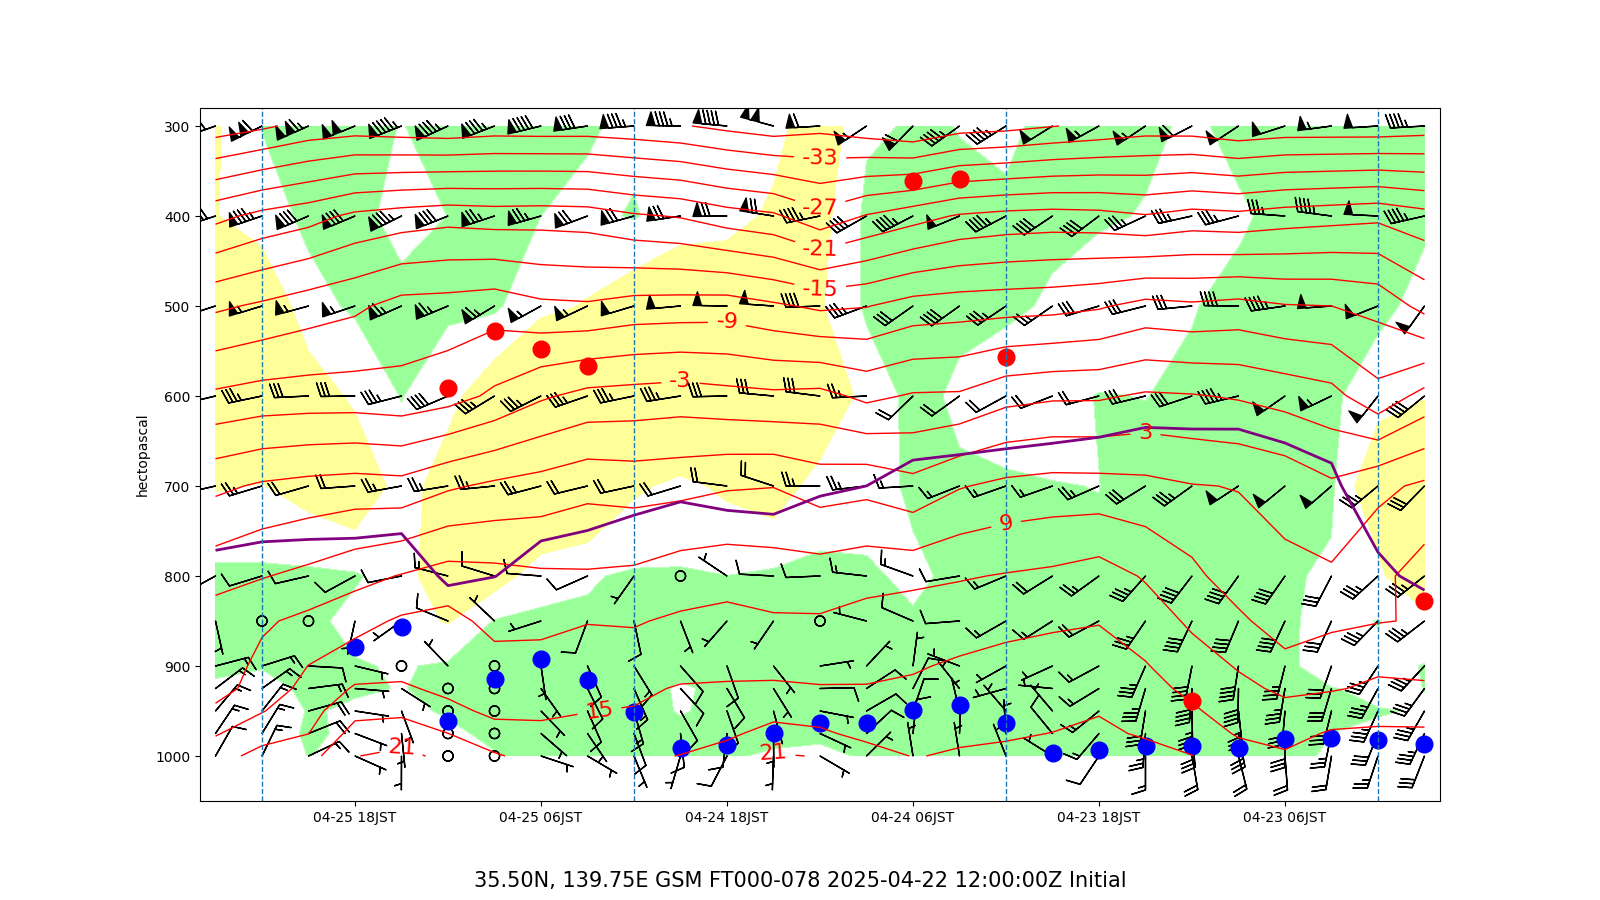 300
400
500
600
700
800
900
1000
hectopascal
-33
-27
-21
-15
-9
-3
3
9
15
21
21
04-25 18JST
04-25 06JST
04-24 18JST
04-24 06JST
04-23 18JST
04-23 06JST
35.50N, 139.75E GSM FT000-078 2025-04-22 12:00:00Z Initial